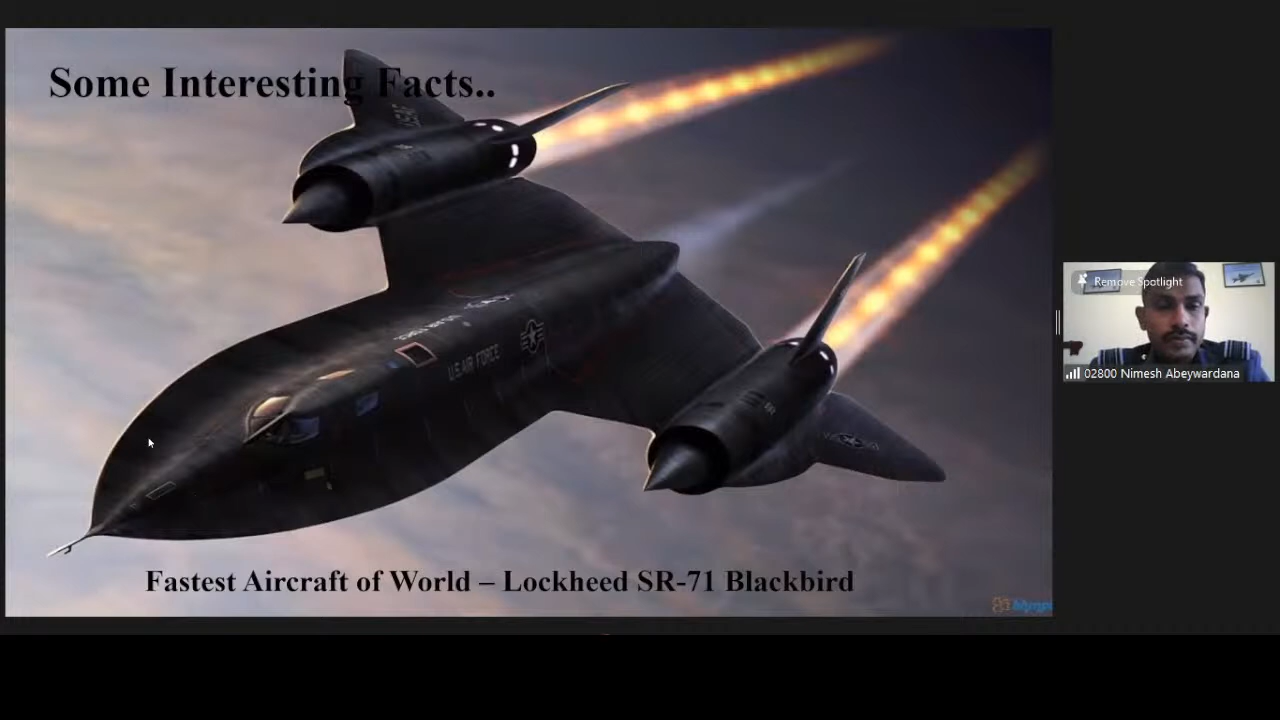 Some Interesting Facts..
U.S. AIR FORCE
Fastest Aircraft of World – Lockheed SR-71 Blackbird
Remove Spotlight
02800 Nimesh Abeywardana